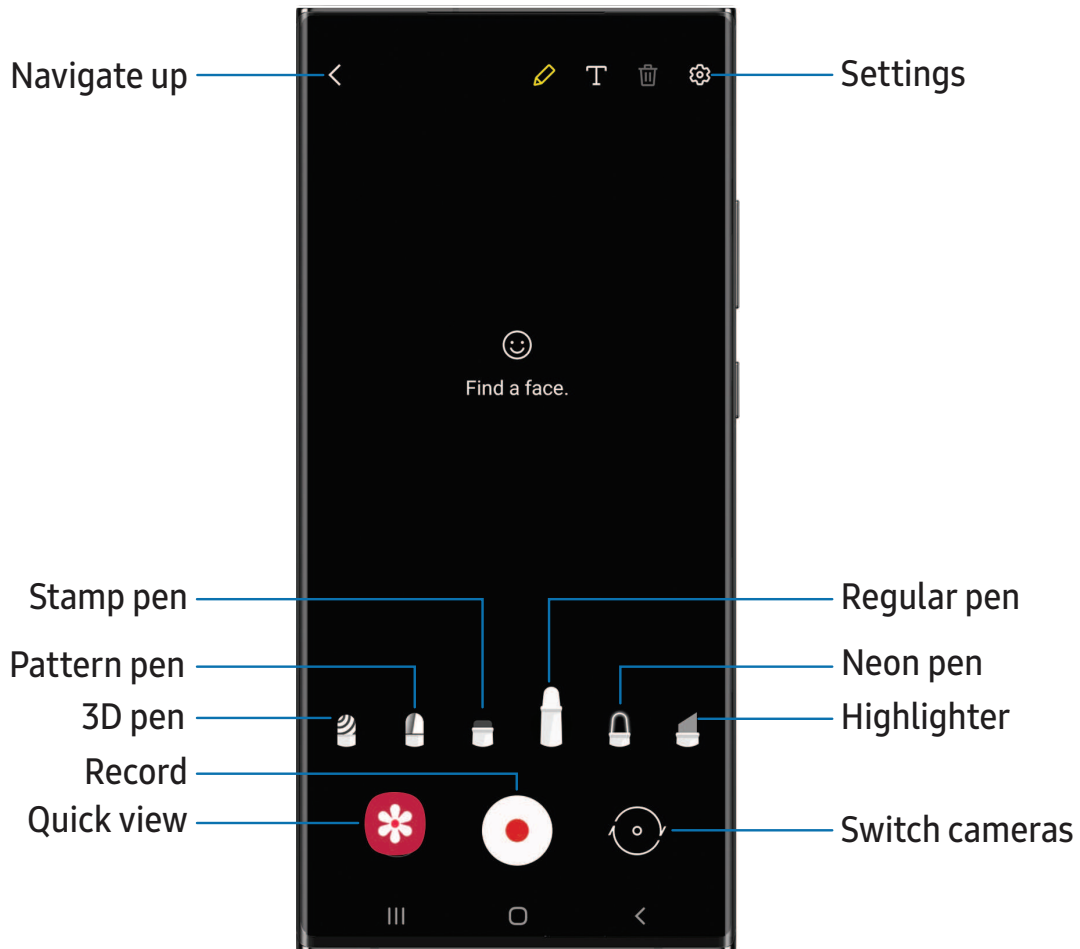 Navigate up
T
Settings
Find a face.
Stamp pen
Regular pen
Pattern pen
Neon pen
3D pen
Highlighter
Record
Quick view
Switch cameras